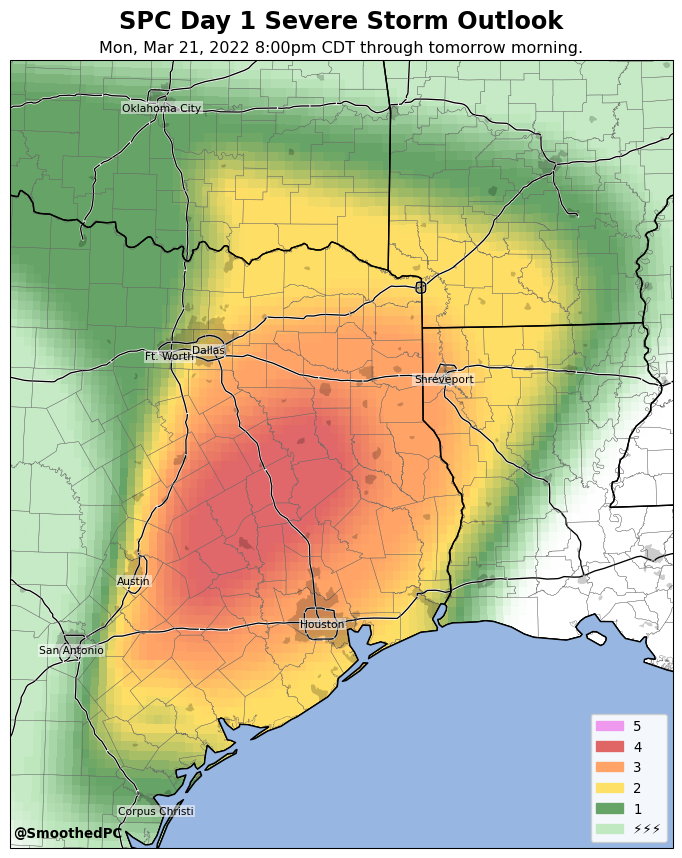 SPC Day 1 Severe Storm Outlook
Mon, Mar 21, 2022 8:00pm CDT through tomorrow morning.
Oklahoma City
Dallas
Ft. Worth
Shreveport
Austin
Houston
San Antonio
Corpus Christi
5
4
3
2
1
⚡⚡⚡
@SmoothedPC